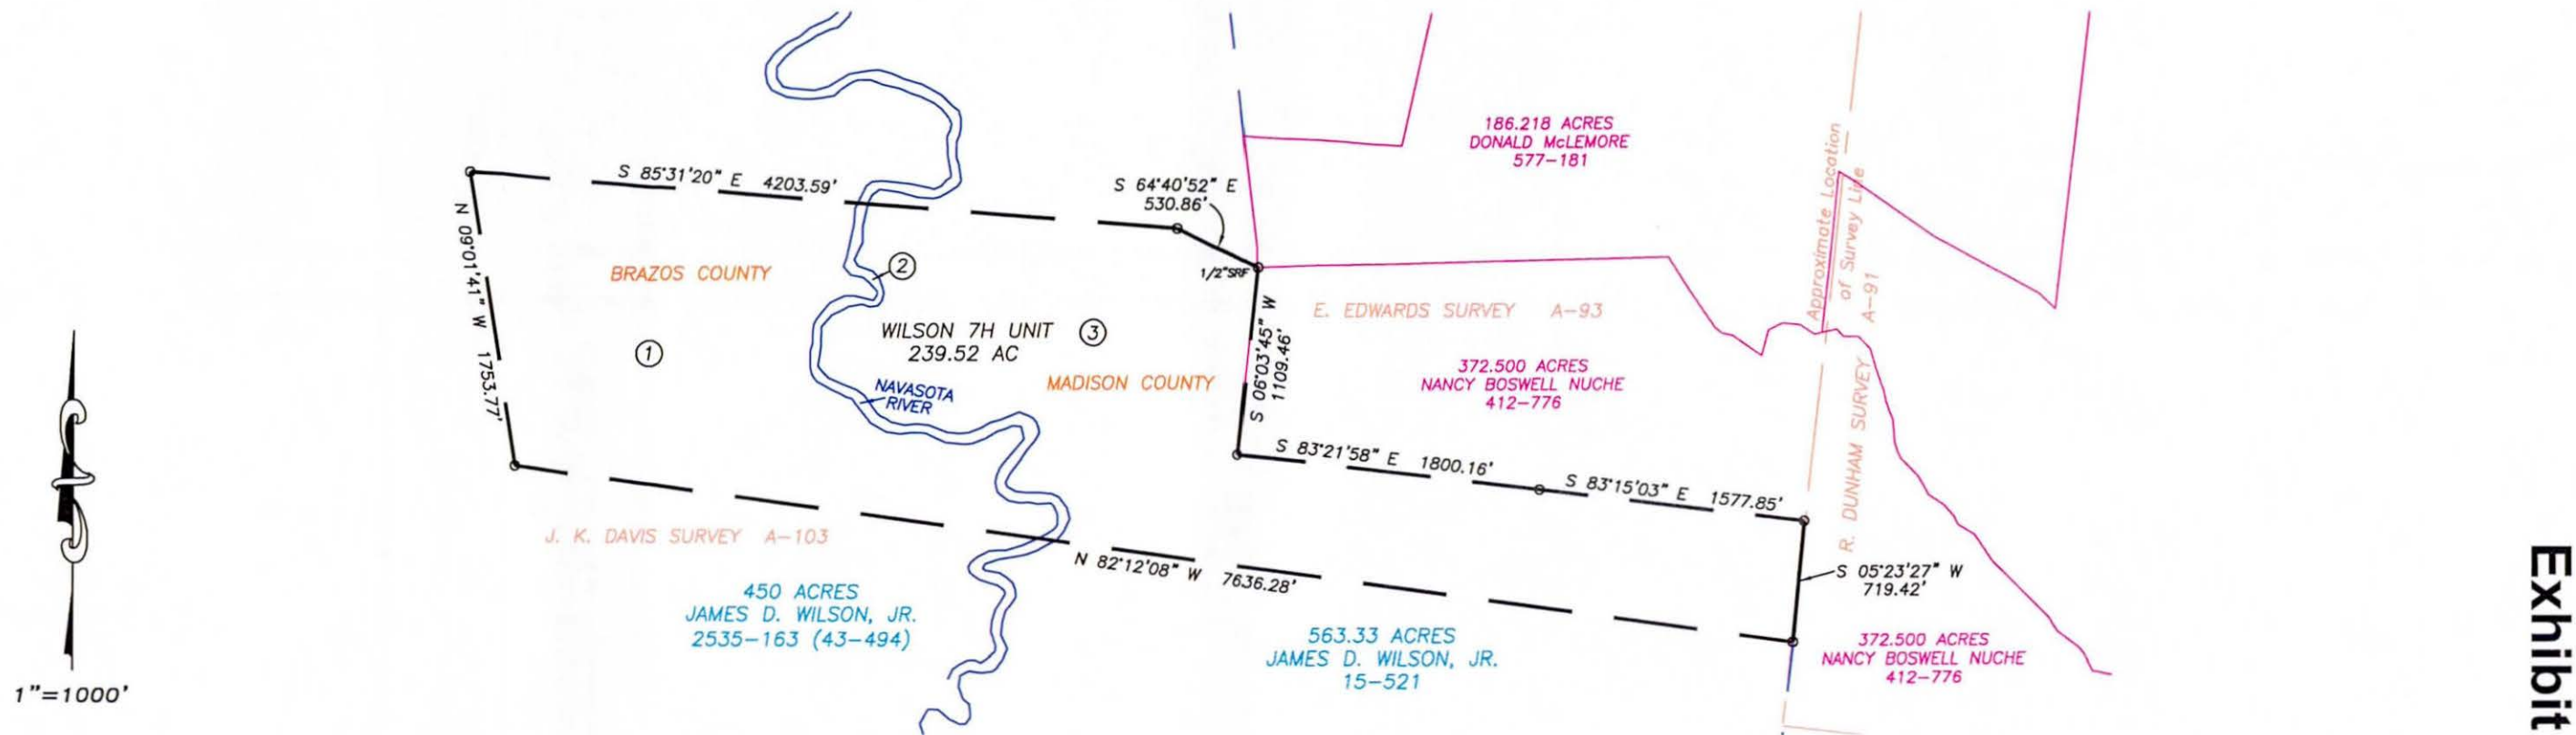 186.218 ACRES
DONALD McLEMORE
577-181
Approximate Location
of Survey Line
A-91
S 85°31'20" E 4203.59'
S 64°40'52" E
530.86'
1/2"SRF
N 09°01'41" W 1753.77'
BRAZOS COUNTY
2
WILSON 7H UNIT
239.52 AC
3
1
NAVASOTA
RIVER
MADISON COUNTY
S 06°03'45" W
1109.46'
E. EDWARDS SURVEY A-93
372.500 ACRES
NANCY BOSWELL NUCHE
412-776
R. DUNHAM SURVEY
S 83°21'58" E 1800.16'
S 83°15'03" E 1577.85'
J. K. DAVIS SURVEY A-103
N 82°12'08" W 7636.28'
S 05°23'27" W
719.42'
450 ACRES
JAMES D. WILSON, JR.
2535-163 (43-494)
563.33 ACRES
JAMES D. WILSON, JR.
15-521
372.500 ACRES
NANCY BOSWELL NUCHE
412-776
1"=1000'
Exhibit